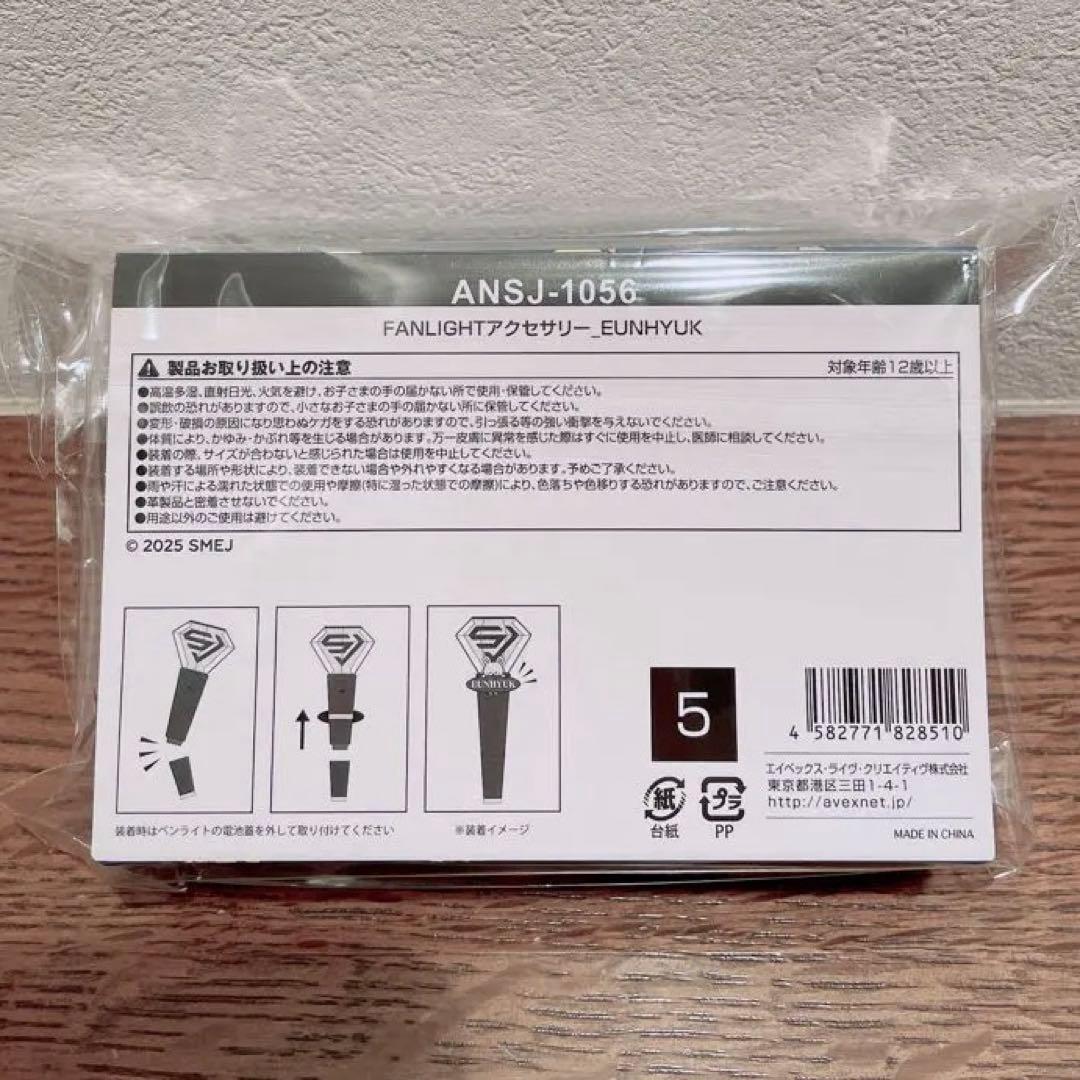 ANSJ-1056
FANLIGHTアクセサリー_EUNHYUK
製品お取り扱い上の注意
対象年齢12歳以上
●高温多湿、直射日光、火気を避け、お子さまの手の届かない所で使用・保管してください。
●誤飲の恐れがありますので、小さなお子さまの手の届かない所に保管してください。
●変形・破損の原因になり思わぬケガをする恐れがありますので、引っ張る等の強い衝撃を与えないでください。
●体質により、かゆみ・かぶれ等を生じる場合があります。万一皮膚に異常を感じた際はすぐに使用を中止し、医師に相談してください。
●装着の際、サイズが合わないと感じられた場合は使用を中止してください。
●装着する場所や形状により、装着できない場合や外れやすくなる場合があります。予めご了承ください。
●雨や汗による濡れた状態での使用や摩擦(特に湿った状態での摩擦)により、色落ちや色移りする恐れがありますので、ご注意ください。
●革製品と密着させないでください。
●用途以外のご使用は避けてください。
© 2025 SMEJ
SJ
SJ
SJ
EUNHYUK
装着時はペンライトの電池蓋を外して取り付けてください
※装着イメージ
5
紙
台紙
プラ
PP
4 582771 828510
エイベックス・ライヴ・クリエイティヴ株式会社
東京都港区三田1-4-1
http://avexnet.jp/
MADE IN CHINA